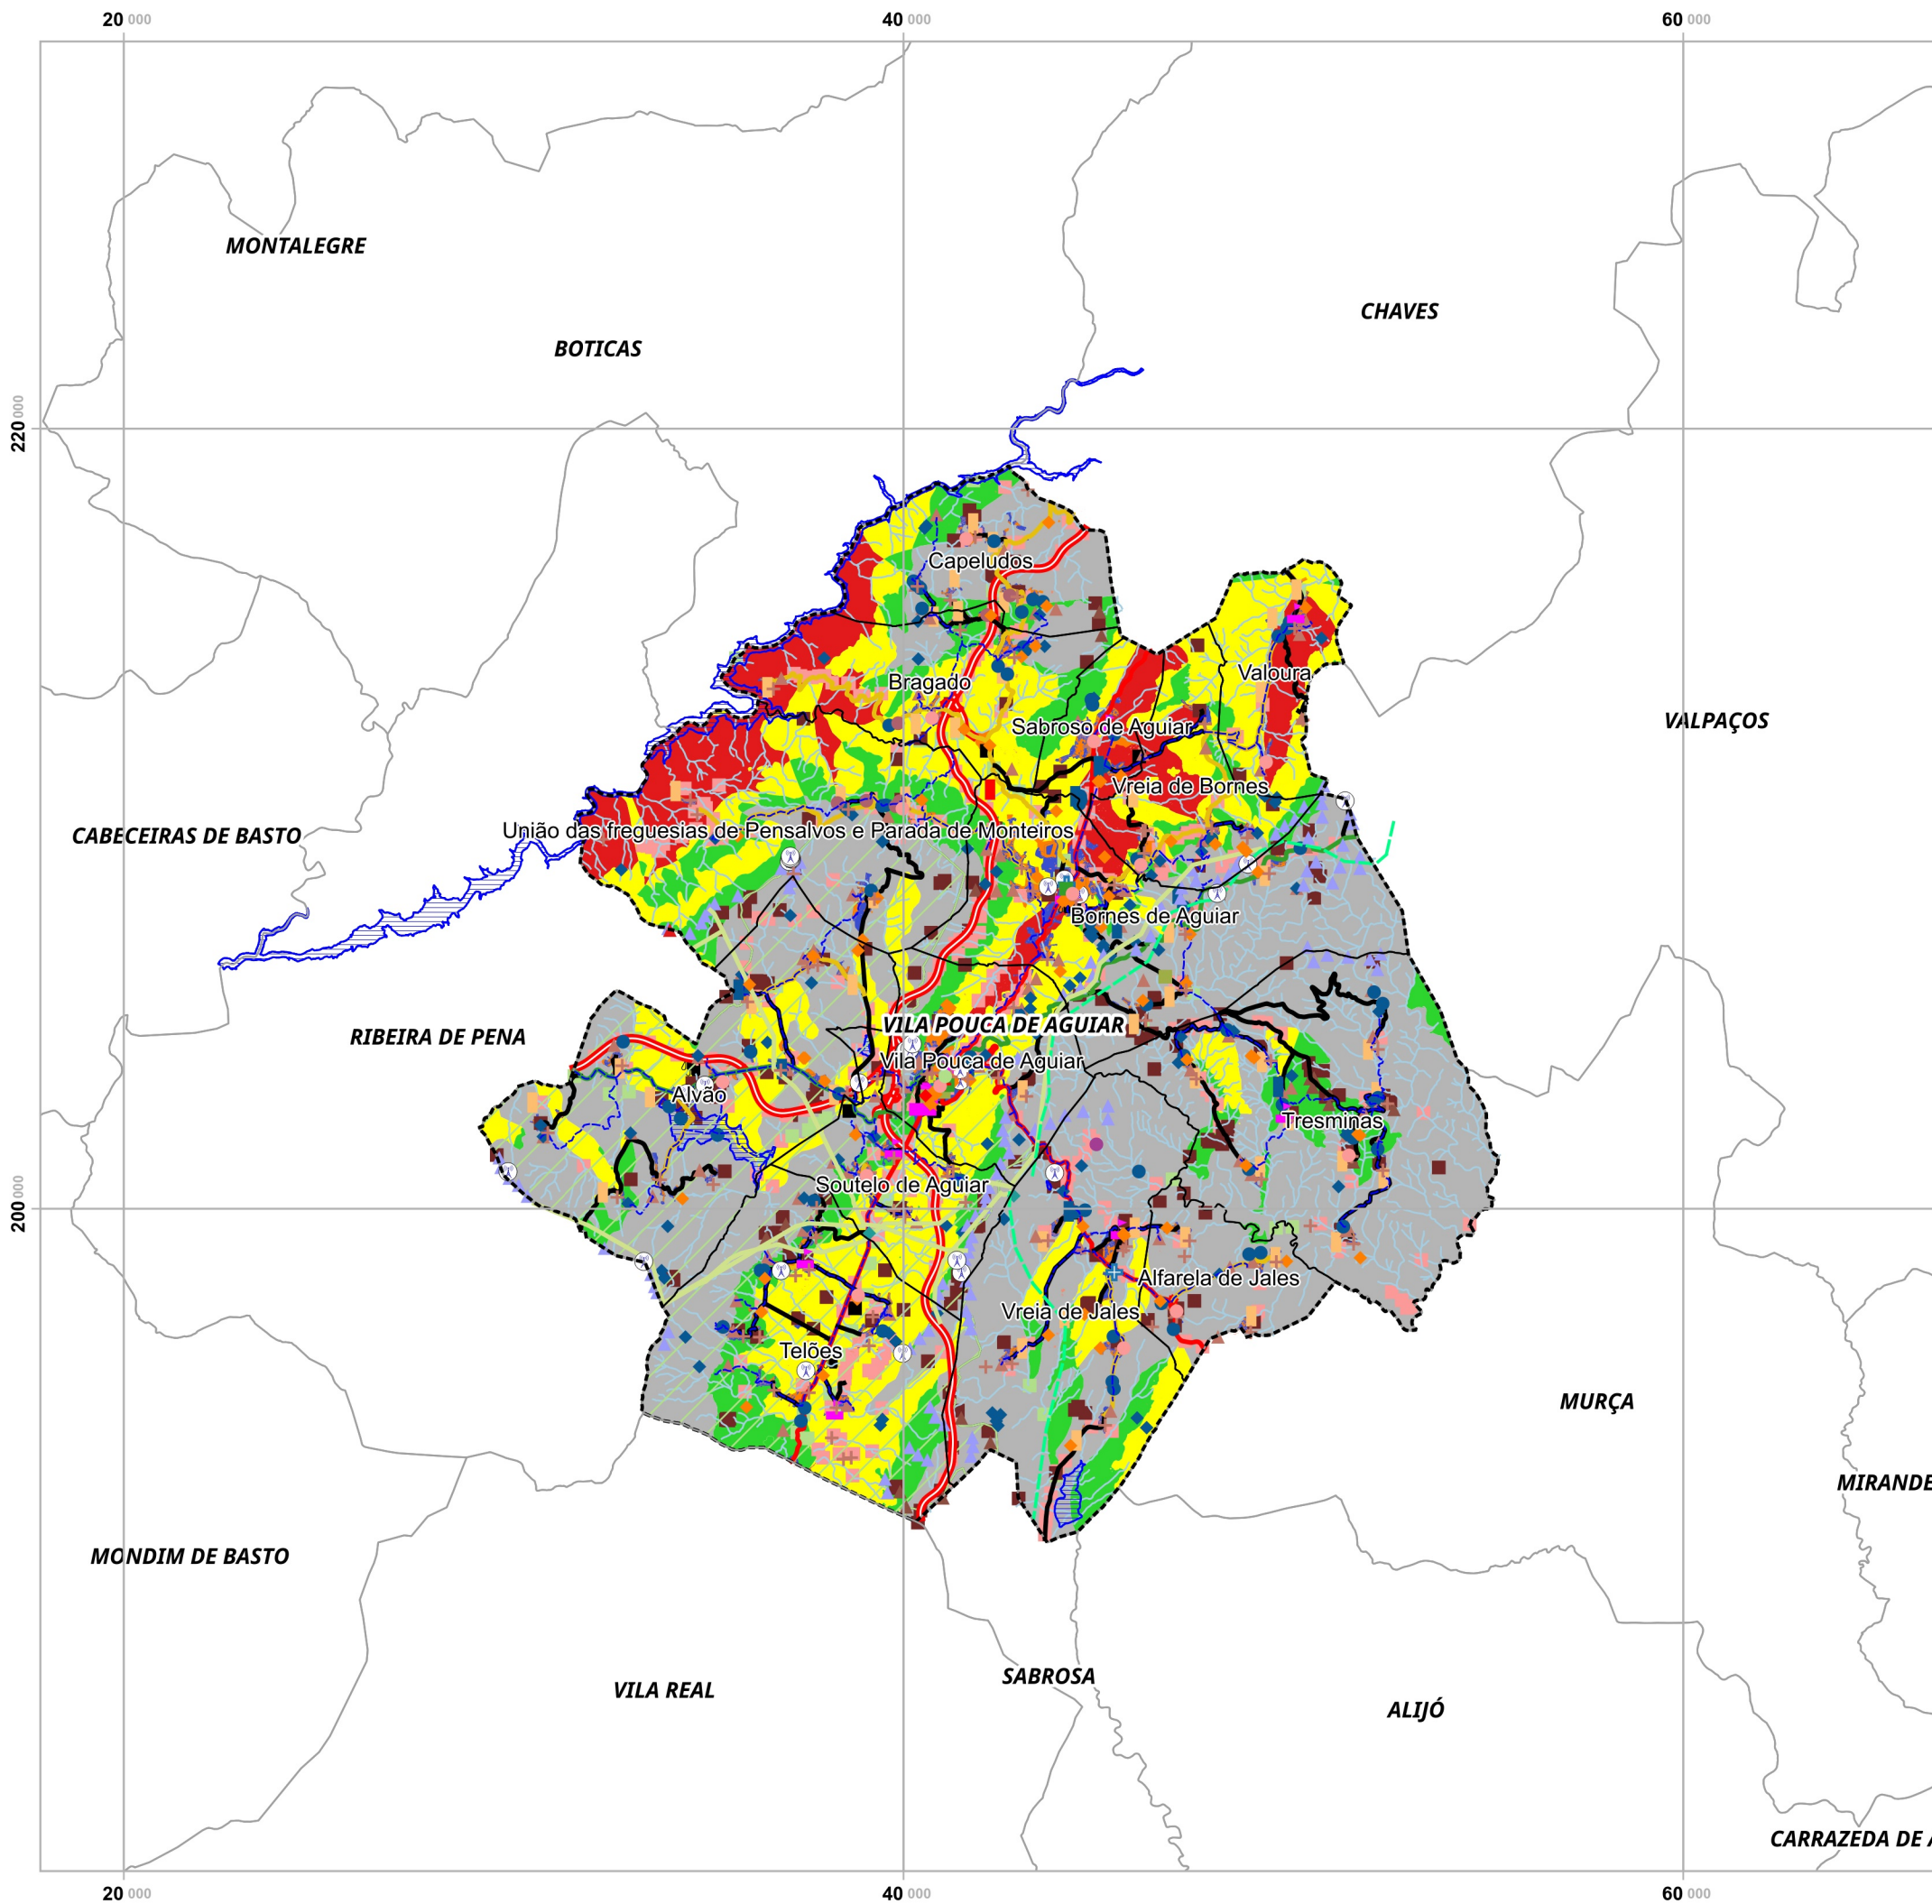 20 000
40 000
60 000
MONTALEGRE
CHAVES
BOTICAS
220 000
Capeludos
Valoura
Bragado
VALPAÇOS
Sabroso de Aguiar
Vreia de Bornes
União das freguesias de Pensalvos e Parada de Monteiros
CABECEIRAS DE BASTO
Bornes de Aguiar
VILA POUCA DE AGUIAR
RIBEIRA DE PENA
Vila Pouca de Aguiar
Alvão
Tresminas
Soutelo de Aguiar
200 000
Alfarela de Jales
Vreia de Jales
Telões
MURÇA
MIRANDE
MONDIM DE BASTO
SABROSA
VILA REAL
ALIJÓ
CARRAZEDA DE
20 000
40 000
60 000